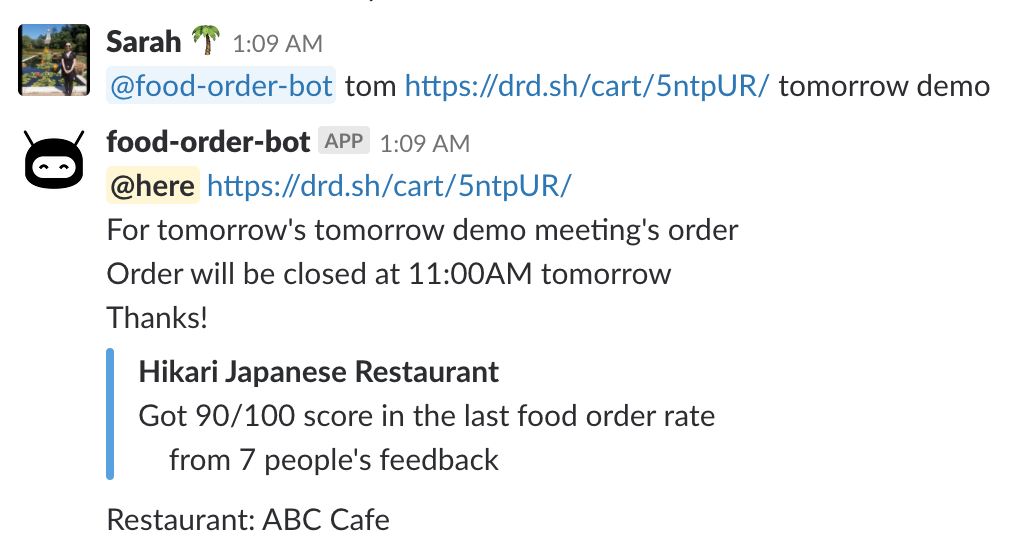 Sarah 🌴 1:09 AM
@food-order-bot tom https://drd.sh/cart/5ntpUR/ tomorrow demo
food-order-bot APP 1:09 AM
@here https://drd.sh/cart/5ntpUR/
For tomorrow's tomorrow demo meeting's order
Order will be closed at 11:00AM tomorrow
Thanks!
Hikari Japanese Restaurant
Got 90/100 score in the last food order rate
from 7 people's feedback
Restaurant: ABC Cafe